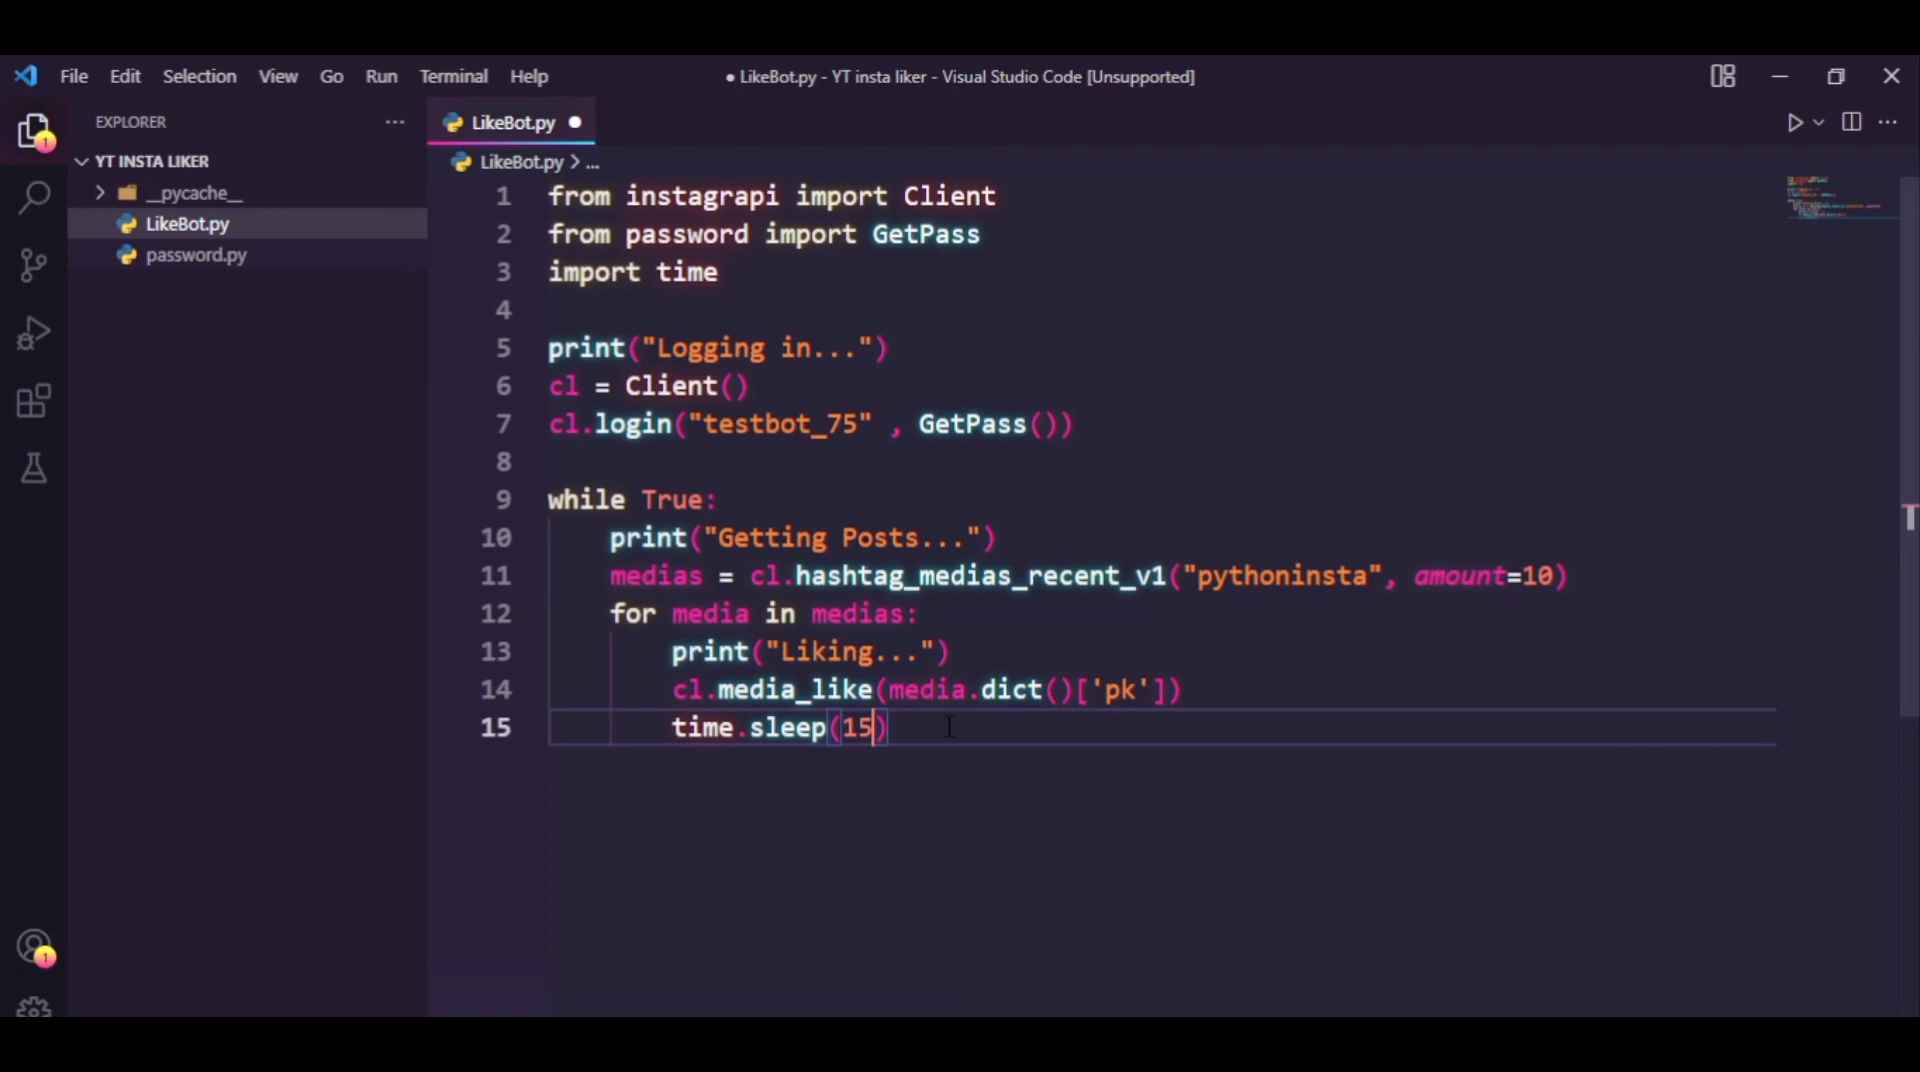 File Edit Selection View Go Run Terminal Help
● LikeBot.py - YT insta liker - Visual Studio Code [Unsupported]
EXPLORER
LikeBot.py
YT INSTA LIKER
LikeBot.py > ...
__pycache__
LikeBot.py
password.py
1 from instagrapi import Client
2 from password import GetPass
3 import time
4
5 print("Logging in...")
6 cl = Client()
7 cl.login("testbot_75" , GetPass())
8
9 while True:
10 print("Getting Posts...")
11 medias = cl.hashtag_medias_recent_v1("pythoninsta", amount=10)
12 for media in medias:
13 print("Liking...")
14 cl.media_like(media.dict()['pk'])
15 time.sleep(15)
1
1